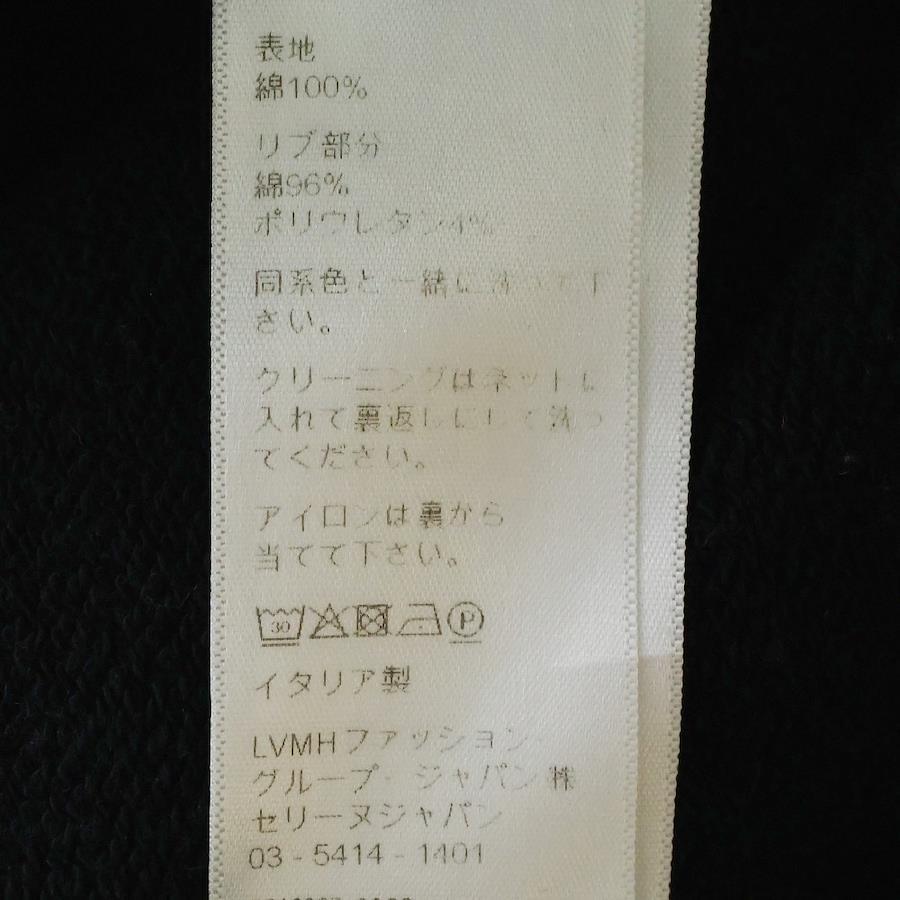 表地
綿100%
リブ部分
綿96%
ポリウレタン4%
同系色と一緒に洗って下
さい。
クリーニングはネットに
入れて裏返しにして洗っ
てください。
アイロンは裏から
当てて下さい。
30 P
イタリア製
LVMHファッション・
グループ・ジャパン㈱
セリーヌジャパン
03-5414-1401